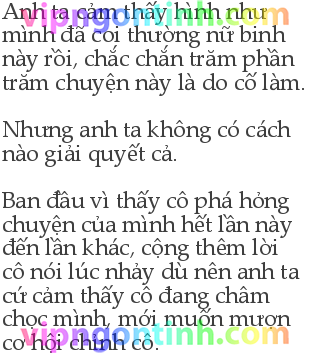 Anh ta cảm thấy hình như
mình đã coi thường nữ binh
này rồi, chắc chắn trăm phần
trăm chuyện này là do cố làm.
Nhưng anh ta không có cách
nào giải quyết cả.
Ban đầu vì thấy cô phá hỏng
chuyện của mình hết lần này
đến lần khác, cộng thêm lời
cô nói lúc nhảy dù nên anh ta
cứ cảm thấy cô đang châm
chọc mình, mới muốn mượn
cơ hội chỉnh cô.
vipngontinh.com
vipngontinh.com